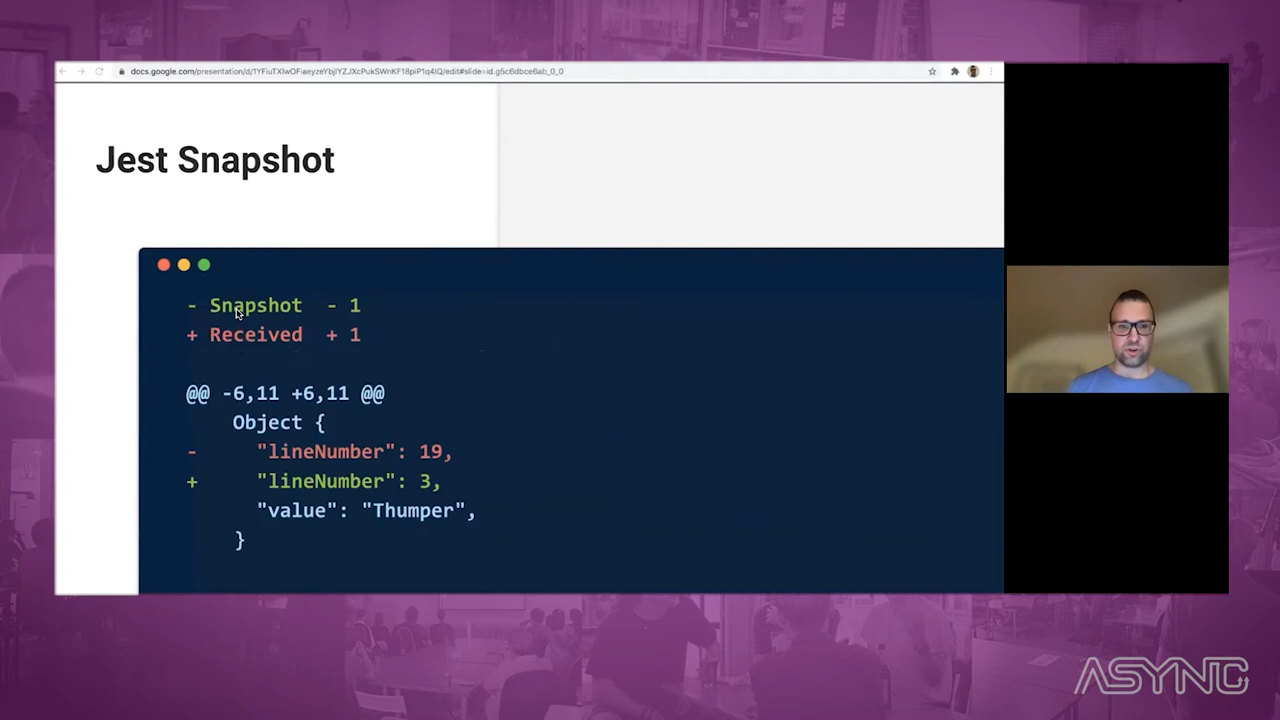 Jest Snapshot
- Snapshot - 1
+ Received + 1
@@ -6,11 +6,11 @@
Object {
- "lineNumber": 19,
+ "lineNumber": 3,
"value": "Thumper",
}
ASYNC